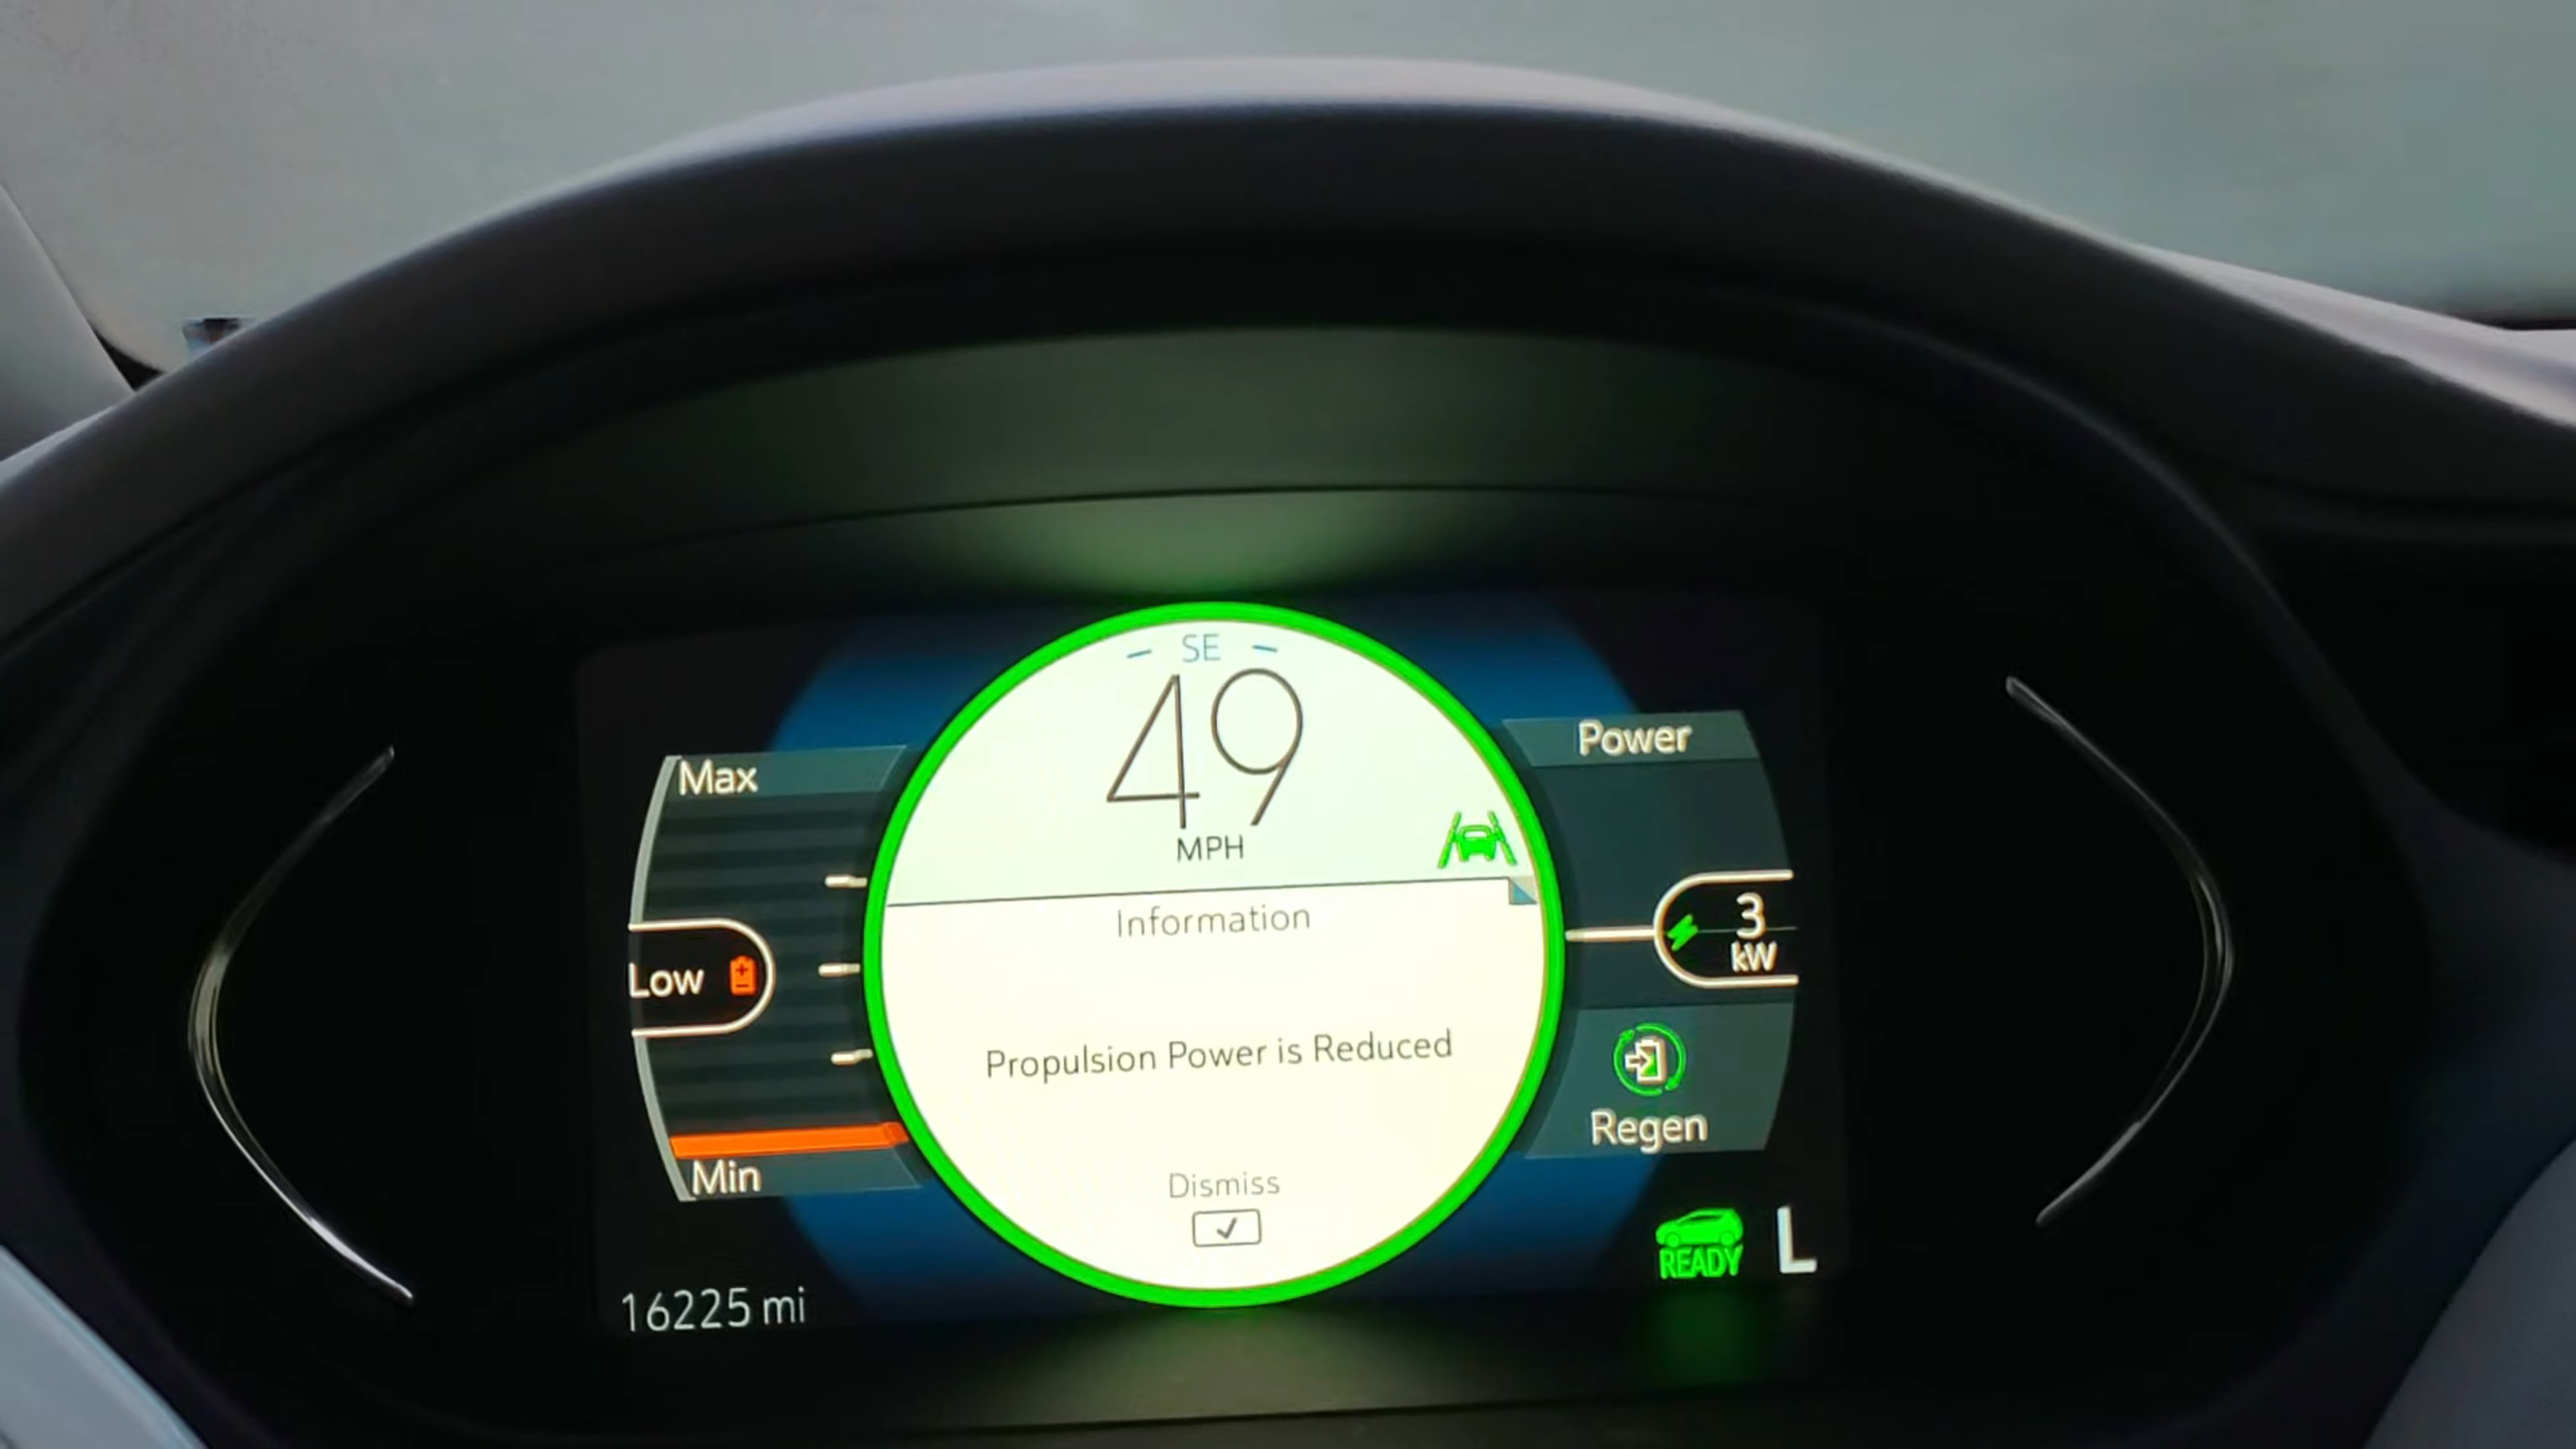 SE
49
MPH
Information
Propulsion Power is Reduced
Dismiss
Max
Low
Min
16225 mi
Power
3
kW
Regen
READY
L